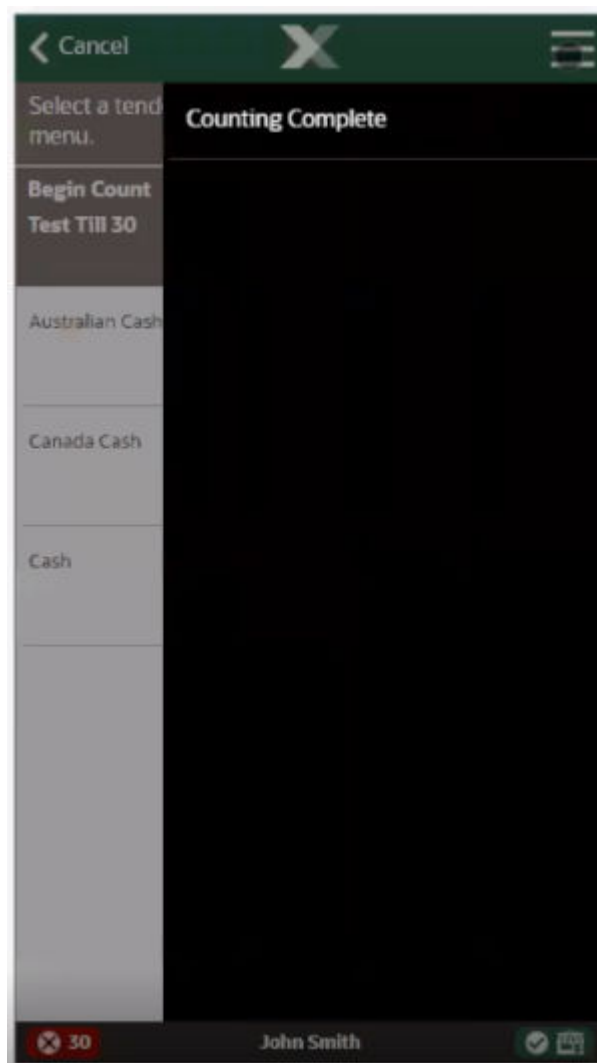 Cancel
Select a tend
menu.
Counting Complete
Begin Count
Test Till 30
Australian Cash
Canada Cash
Cash
30
John Smith